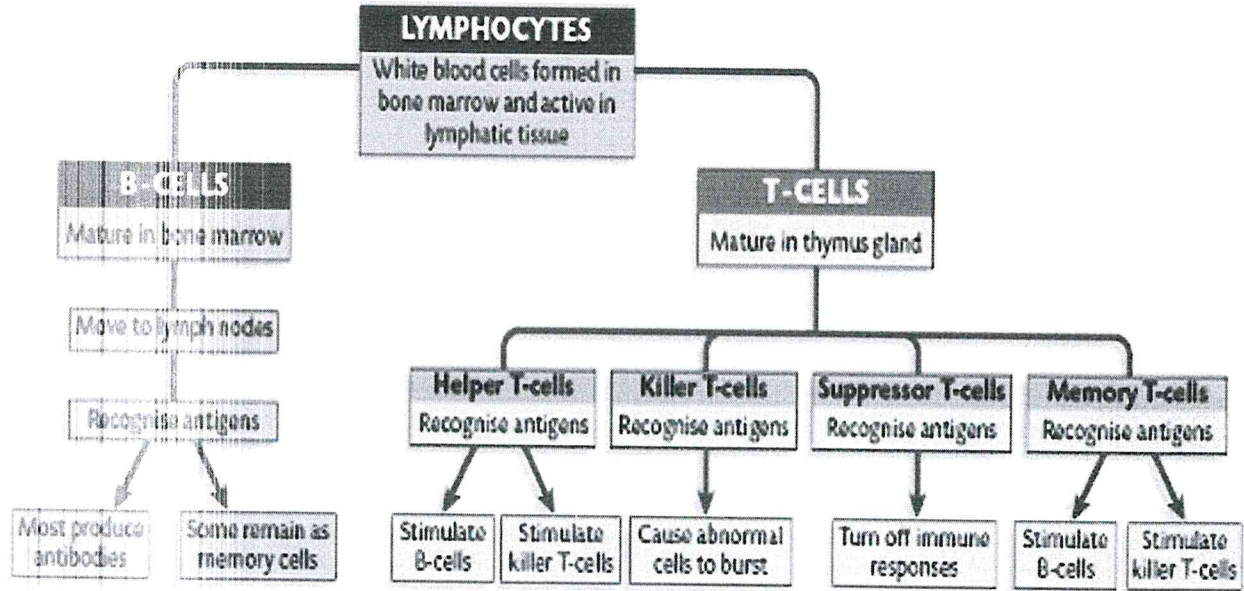 LYMPHOCYTES
White blood cells formed in
bone marrow and active in
lymphatic tissue
B-CELLS
Mature in bone marrow
Move to lymph nodes
Recognise antigens
Most produce
antibodies
Some remain as
memory cells
T-CELLS
Mature in thymus gland
Helper T-cells
Recognise antigens
Stimulate
B-cells
Stimulate
killer T-cells
Killer T-cells
Recognise antigens
Cause abnormal
cells to burst
Suppressor T-cells
Recognise antigens
Turn off immune
responses
Memory T-cells
Recognise antigens
Stimulate
B-cells
Stimulate
killer T-cells